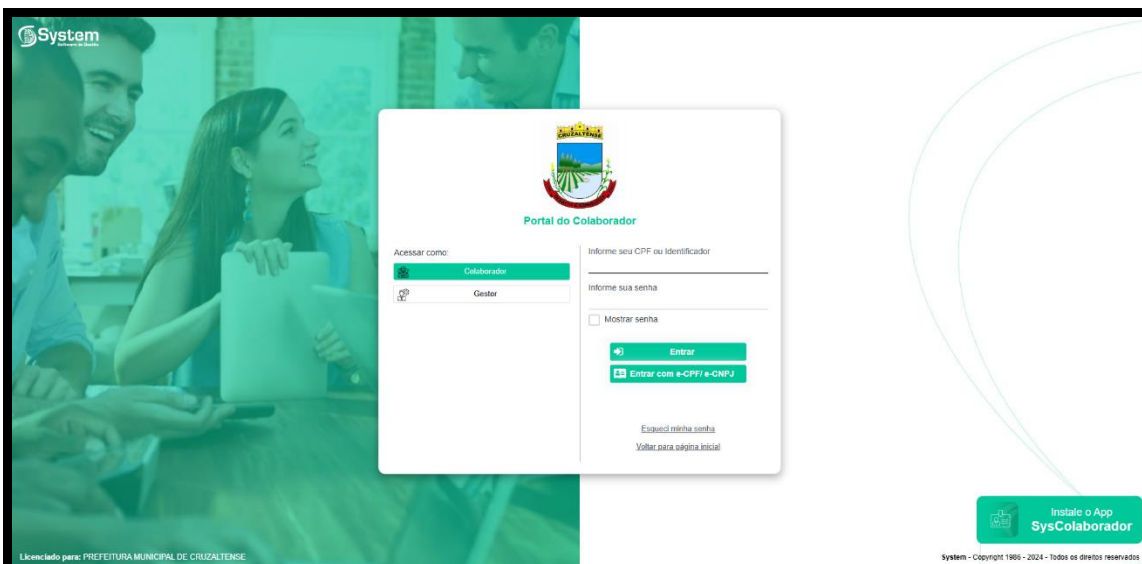 System
Software de Gestão
CRUZALTENSE
Portal do Colaborador
Acessar como:
Colaborador
Gestor
Informe seu CPF ou Identificador
Informe sua senha
Mostrar senha
Entrar
Entrar com e-CPF/ e-CNPJ
Esqueci minha senha
Voltar para página inicial
Instale o App
SysColaborador
Licenciado para: PREFEITURA MUNICIPAL DE CRUZALTENSE
System - Copyright 1986 - 2024 - Todos os direitos reservados